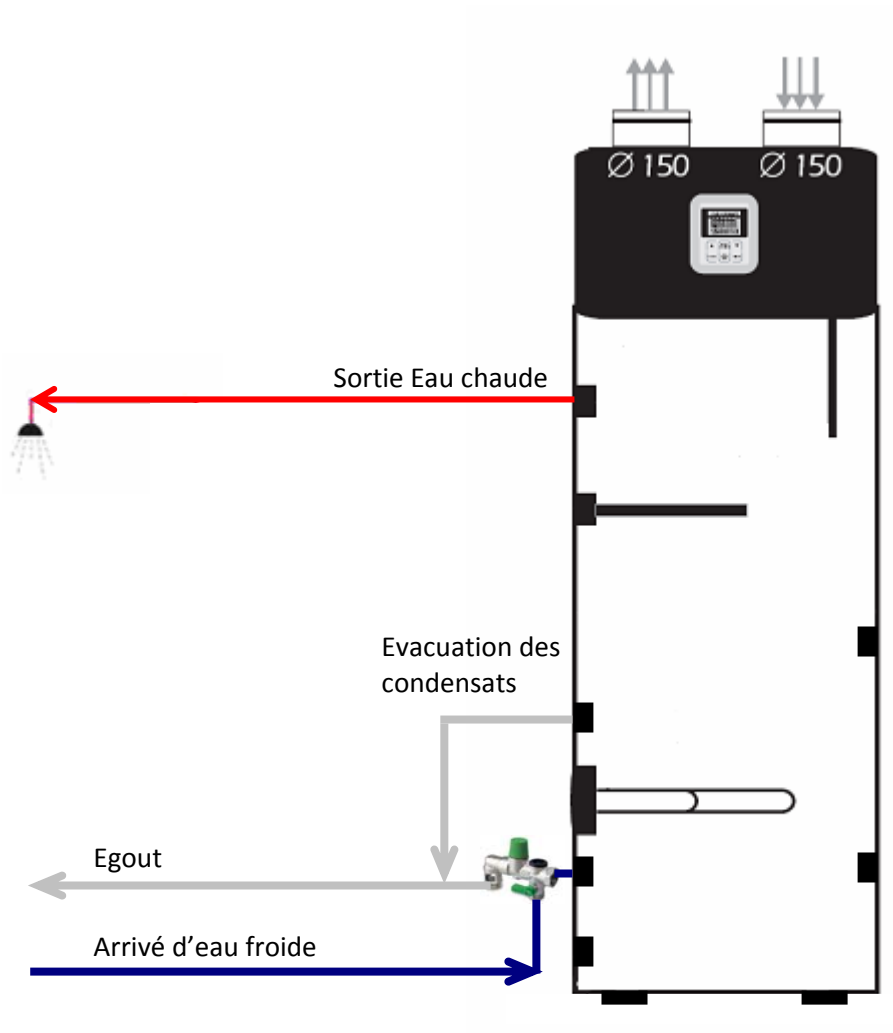 Ø 150
Ø 150
Sortie Eau chaude
Evacuation des
condensats
Egout
Arrivé d’eau froide